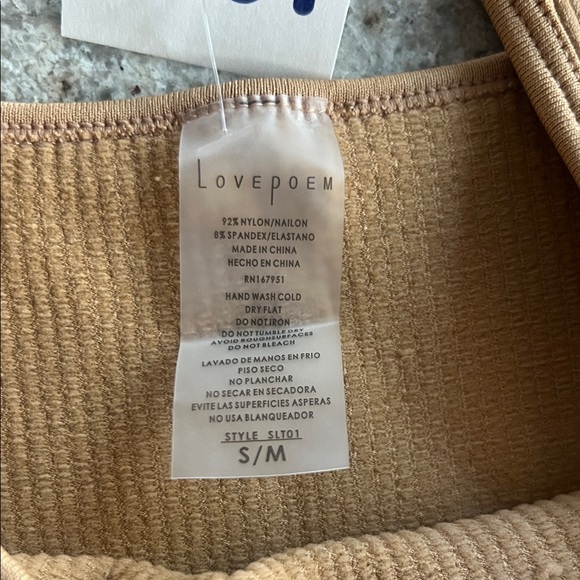 LOVEPOEM
92% NYLON/NAILON
8% SPANDEX/ELASTANO
MADE IN CHINA
HECHO EN CHINA
RN167951
HAND WASH COLD
DRY FLAT
DO NOT IRON
DO NOT TUMBLE DRY
AVOID ROUGHSURFACES
DO NOT BLEACH
LAVADO DE MANOS EN FRIO
PISO SECO
NO PLANCHAR
NO SECAR EN SECADORA
EVITE LAS SUPERFICIES ASPERAS
NO USA BLANQUEADOR
STYLE SLT01
S/M